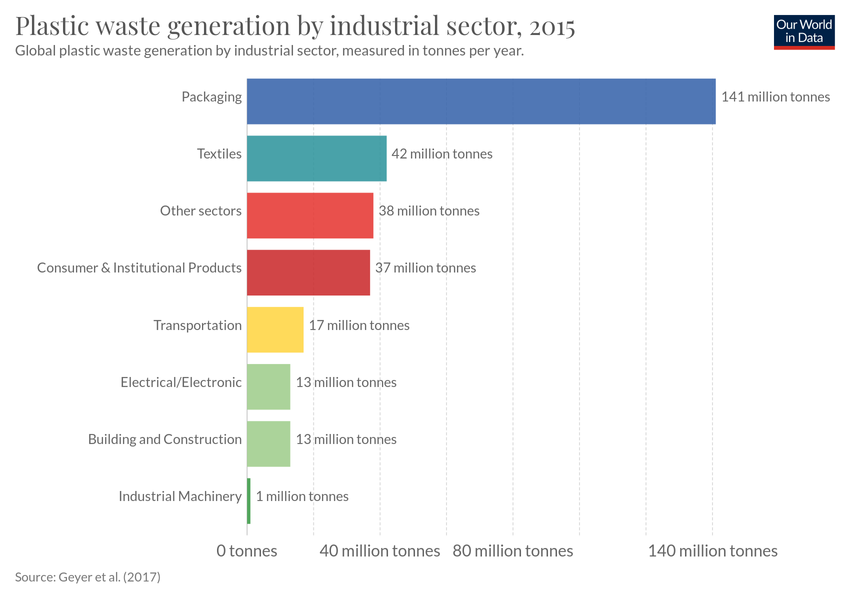 Plastic waste generation by industrial sector, 2015
Our World
in Data
Global plastic waste generation by industrial sector, measured in tonnes per year.
Packaging 141 million tonnes
Textiles 42 million tonnes
Other sectors 38 million tonnes
Consumer & Institutional Products 37 million tonnes
Transportation 17 million tonnes
Electrical/Electronic 13 million tonnes
Building and Construction 13 million tonnes
Industrial Machinery 1 million tonnes
0 tonnes 40 million tonnes 80 million tonnes 140 million tonnes
Source: Geyer et al. (2017)